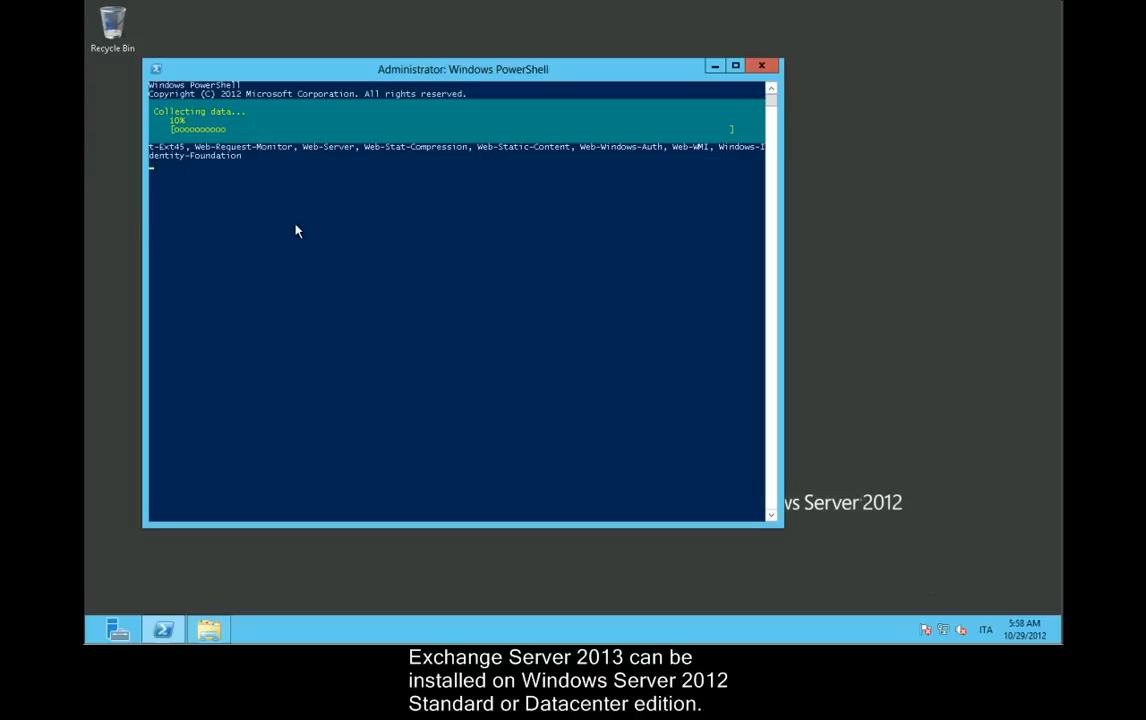 Recycle Bin
Administrator: Windows PowerShell
Windows PowerShell
Copyright (C) 2012 Microsoft Corporation. All rights reserved.
Collecting data...
10%
[oooooooooo ]
t-Ext45, Web-Request-Monitor, Web-Server, Web-Stat-Compression, Web-Static-Content, Web-Windows-Auth, Web-WMI, Windows-I
dentity-Foundation
ws Server 2012
ITA
5:58 AM
10/29/2012
Exchange Server 2013 can be
installed on Windows Server 2012
Standard or Datacenter edition.